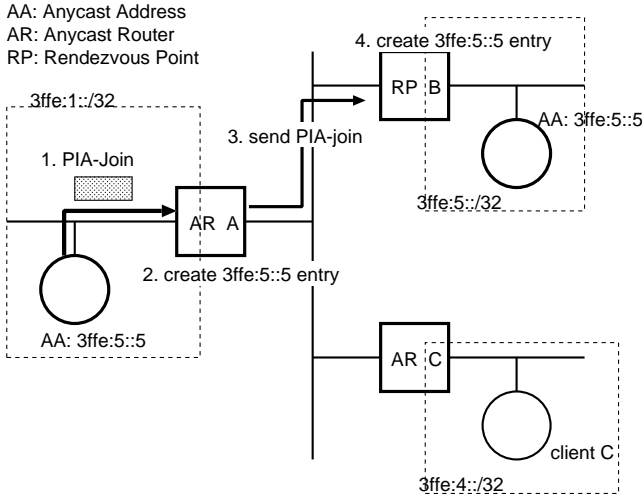 AA: Anycast Address
AR: Anycast Router
RP: Rendezvous Point
4. create 3ffe:5::5 entry
RP B
3ffe:1::/32
3. send PIA-join
AA: 3ffe:5::5
1. PIA-Join
3ffe:5::/32
AR A
2. create 3ffe:5::5 entry
AA: 3ffe:5::5
AR C
client C
3ffe:4::/32